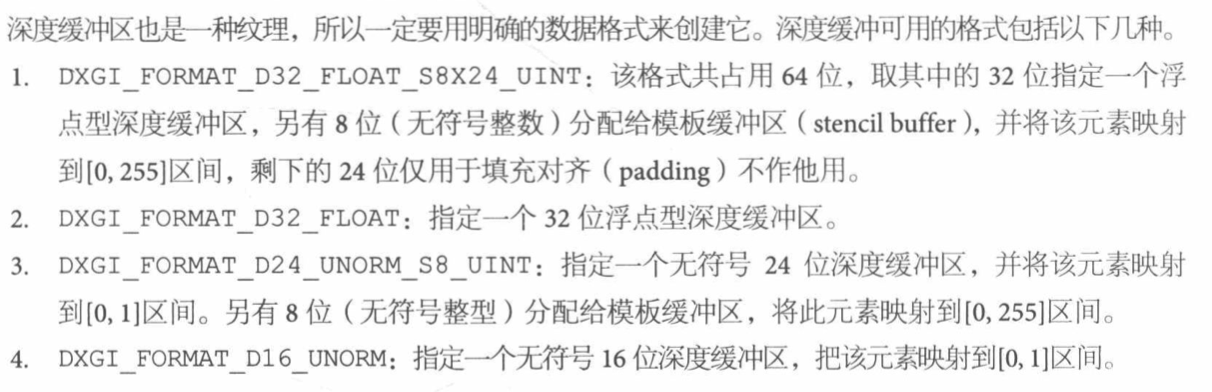 深度缓冲区也是一种纹理，所以一定要用明确的数据格式来创建它。深度缓冲可用的格式包括以下几种。
1. DXGI_FORMAT_D32_FLOAT_S8X24_UINT：该格式共占用 64 位，取其中的 32 位指定一个浮
点型深度缓冲区，另有 8 位（无符号整数）分配给模板缓冲区（stencil buffer），并将该元素映射
到[0, 255]区间，剩下的 24 位仅用于填充对齐（padding）不作他用。
2. DXGI_FORMAT_D32_FLOAT：指定一个 32 位浮点型深度缓冲区。
3. DXGI_FORMAT_D24_UNORM_S8_UINT：指定一个无符号 24 位深度缓冲区，并将该元素映射
到[0, 1]区间。另有 8 位（无符号整型）分配给模板缓冲区，将此元素映射到[0, 255]区间。
4. DXGI_FORMAT_D16_UNORM：指定一个无符号 16 位深度缓冲区，把该元素映射到[0, 1]区间。